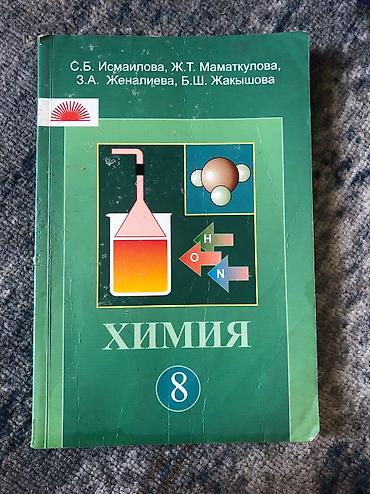 С.Б. Исмаилова, Ж.Т. Маматкулова,
З.А. Женалиева, Б.Ш. Жакышова
H
O
N
ХИМИЯ
8